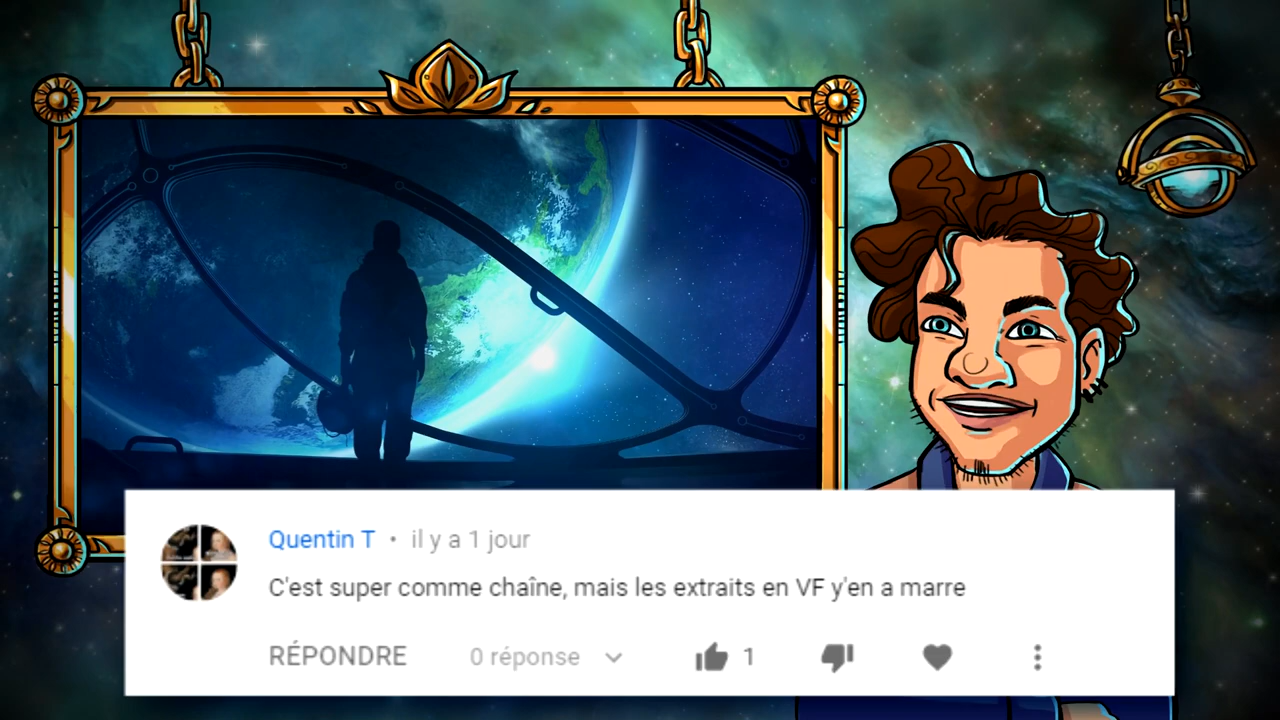 Quentin T • il y a 1 jour
C'est super comme chaîne, mais les extraits en VF y'en a marre
RÉPONDRE 0 réponse 1